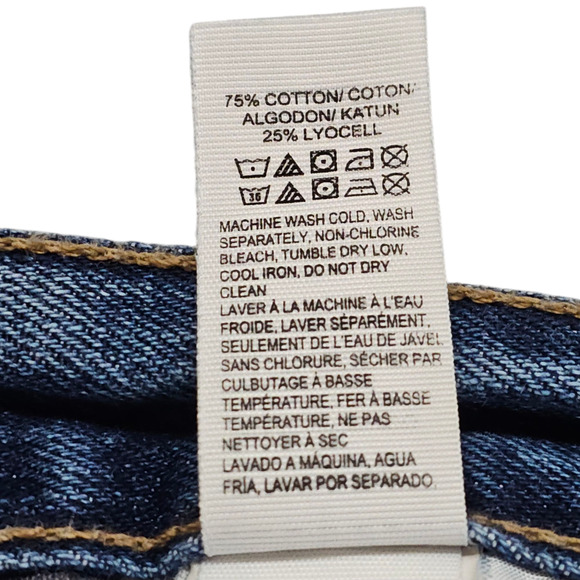 75% COTTON/ COTON/
ALGODON/ KATUN
25% LYOCELL
36
MACHINE WASH COLD, WASH
SEPARATELY, NON-CHLORINE
BLEACH, TUMBLE DRY LOW,
COOL IRON, DO NOT DRY
CLEAN
LAVER À LA MACHINE À L'EAU
FROIDE, LAVER SÉPARÉMENT,
SEULEMENT DE L'EAU DE JAVEL
SANS CHLORURE, SÉCHER PAR
CULBUTAGE À BASSE
TEMPÉRATURE, FER À BASSE
TEMPÉRATURE, NE PAS
NETTOYER À SEC
LAVADO A MÁQUINA, AGUA
FRÍA, LAVAR POR SEPARADO,